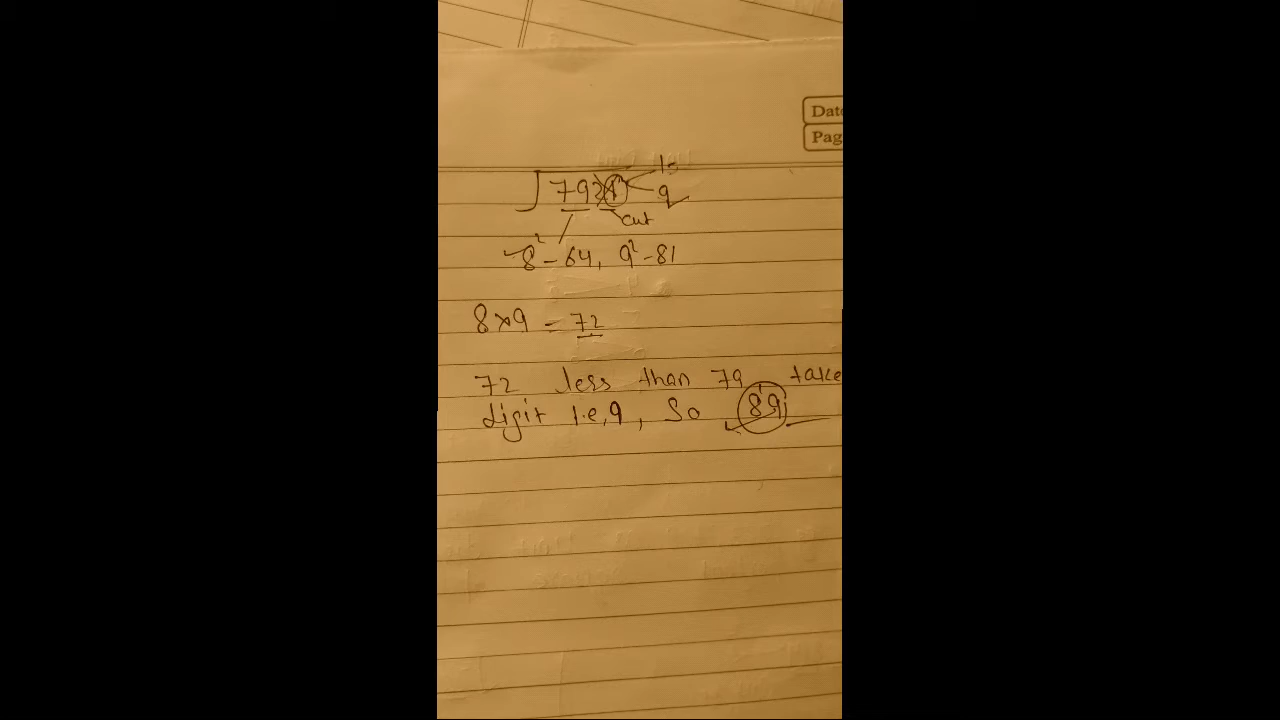 Date
Pag
√7921
1
9
cut
8² - 64, 9² - 81
8×9 = 72
72 less than 79, take
digit i.e, 9, So 89